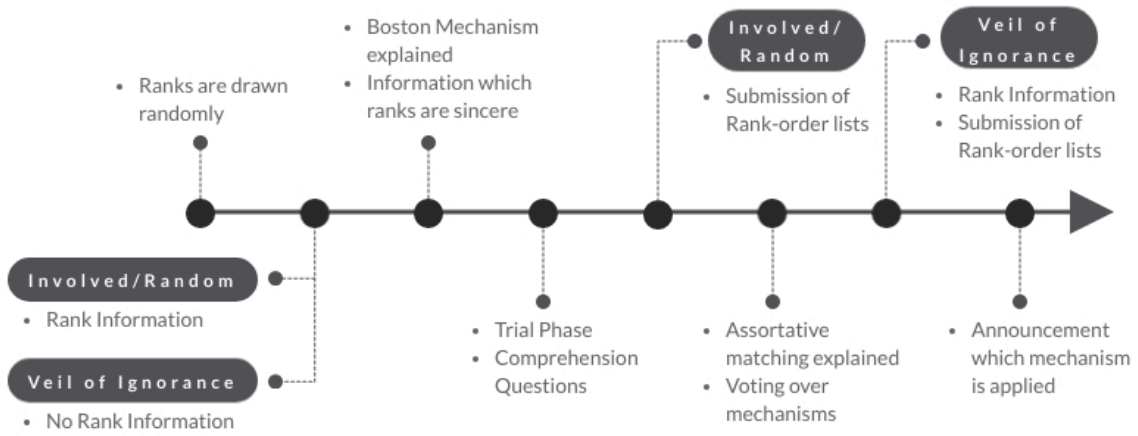 • Ranks are drawn
randomly
Involved/Random
• Rank Information
Veil of Ignorance
• No Rank Information
• Boston Mechanism
explained
• Information which
ranks are sincere
• Trial Phase
• Comprehension
Questions
Involved/
Random
• Submission of
Rank-order lists
• Assortative
matching explained
• Voting over
mechanisms
Veil of
Ignorance
• Rank Information
• Submission of
Rank-order lists
• Announcement
which mechanism
is applied